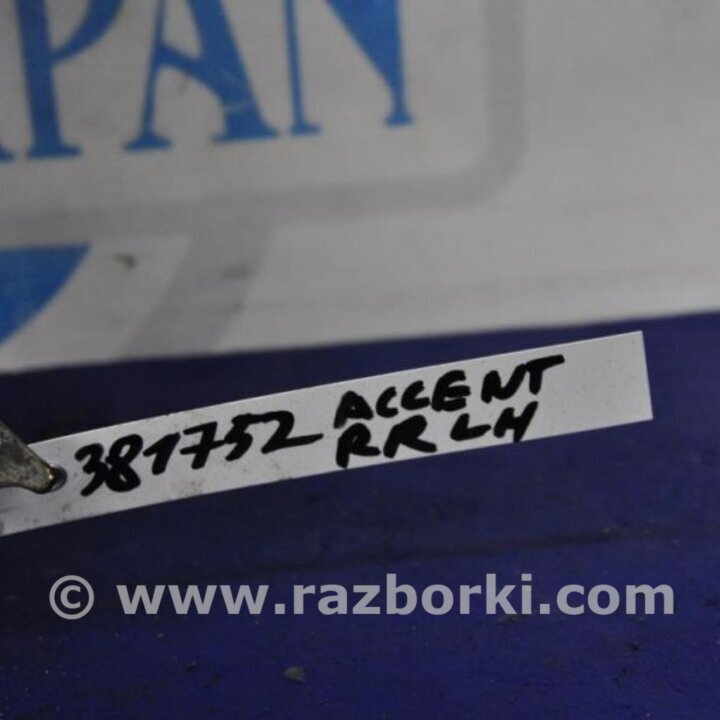 PAN
381752 ACCENT
RR LH
© www.razborki.com